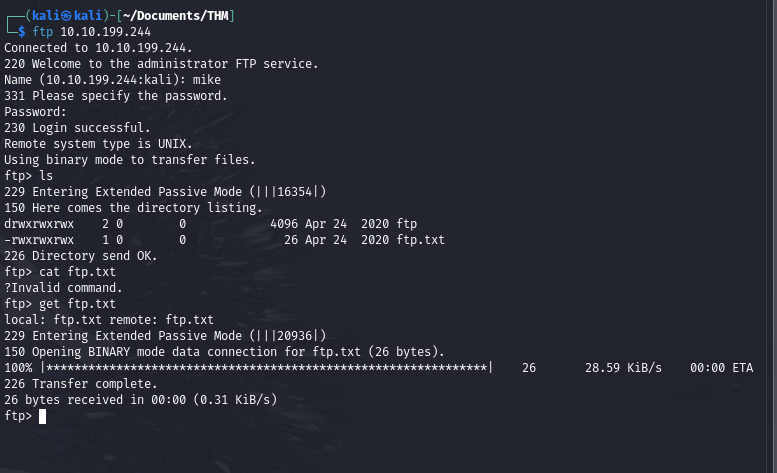 ┌──(kali㉿kali)-[~/Documents/THM]
└─$ ftp 10.10.199.244
Connected to 10.10.199.244.
220 Welcome to the administrator FTP service.
Name (10.10.199.244:kali): mike
331 Please specify the password.
Password:
230 Login successful.
Remote system type is UNIX.
Using binary mode to transfer files.
ftp> ls
229 Entering Extended Passive Mode (|||16354|)
150 Here comes the directory listing.
drwxrwxrwx    2 0        0            4096 Apr 24  2020 ftp
-rwxrwxrwx    1 0        0              26 Apr 24  2020 ftp.txt
226 Directory send OK.
ftp> cat ftp.txt
?Invalid command.
ftp> get ftp.txt
local: ftp.txt remote: ftp.txt
229 Entering Extended Passive Mode (|||20936|)
150 Opening BINARY mode data connection for ftp.txt (26 bytes).
100% |***************************************************************|    26       28.59 KiB/s    00:00 ETA
226 Transfer complete.
26 bytes received in 00:00 (0.31 KiB/s)
ftp>